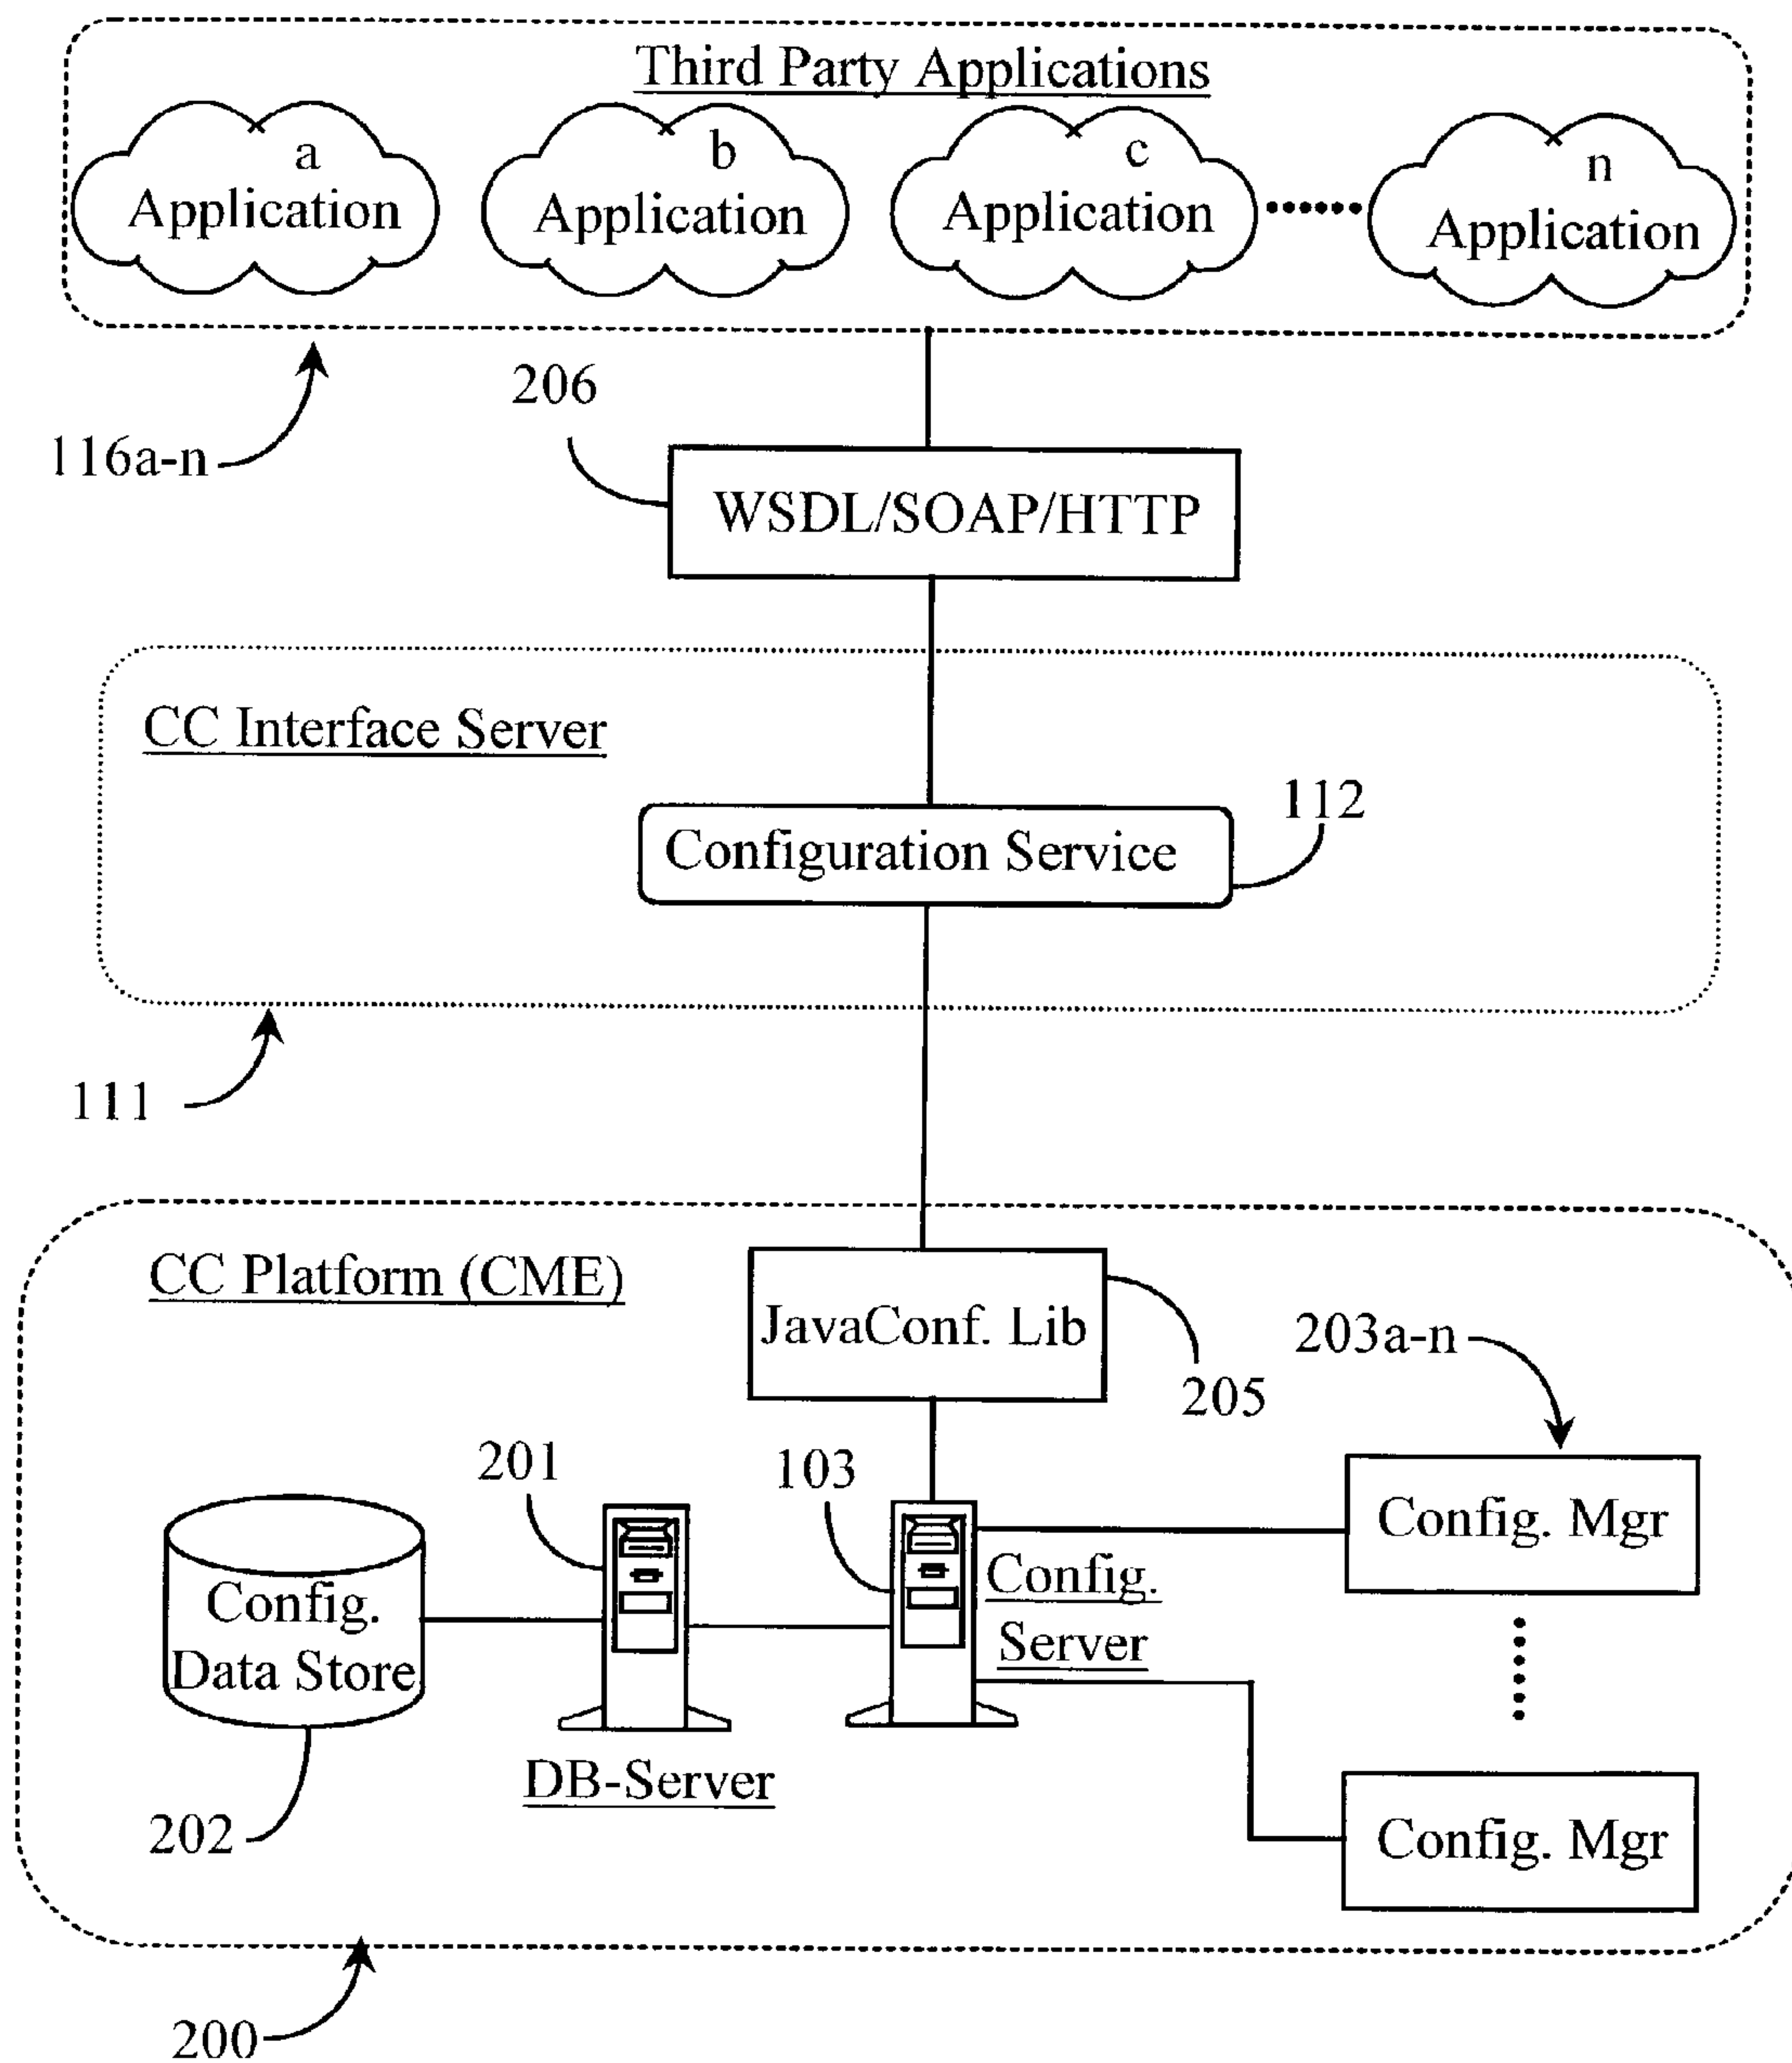 Third Party Applications
a
Application
b
Application
c
Application
n
Application
116a-n
206
WSDL/SOAP/HTTP
CC Interface Server
112
Configuration Service
111
CC Platform (CME)
JavaConf. Lib
205
203a-n
201
103
Config. Mgr
Config.
Data Store
Config.
Server
DB-Server
202
Config. Mgr
200